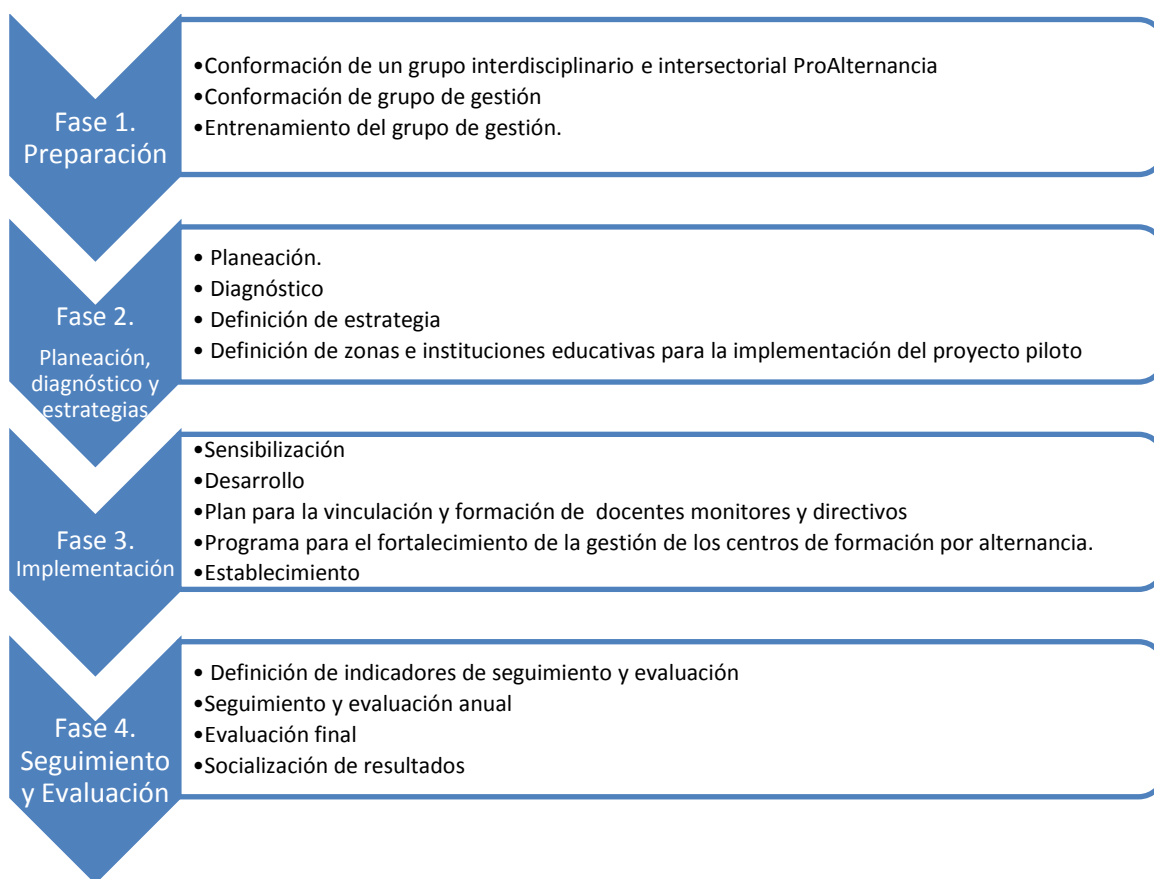 Fase 1.
Preparación
•Conformación de un grupo interdisciplinario e intersectorial ProAlternancia
•Conformación de grupo de gestión
•Entrenamiento del grupo de gestión.
Fase 2.
Planeación,
diagnóstico y
estrategias
• Planeación.
• Diagnóstico
• Definición de estrategia
• Definición de zonas e instituciones educativas para la implementación del proyecto piloto
Fase 3.
Implementación
•Sensibilización
•Desarrollo
•Plan para la vinculación y formación de  docentes monitores y directivos
•Programa para el fortalecimiento de la gestión de los centros de formación por alternancia.
•Establecimiento
Fase 4.
Seguimiento
y Evaluación
• Definición de indicadores de seguimiento y evaluación
•Seguimiento y evaluación anual
•Evaluación final
•Socialización de resultados